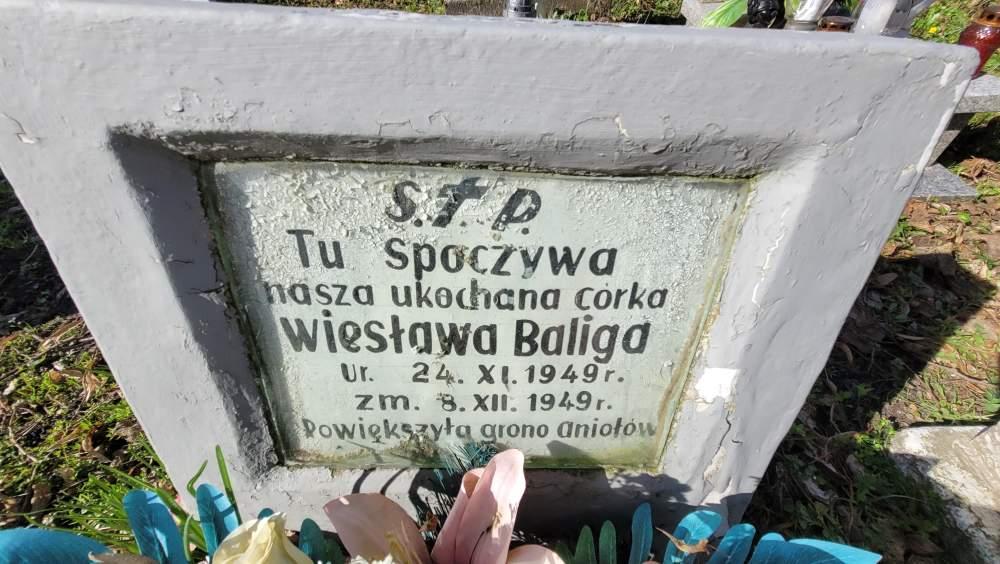 Ś.†P.
Tu spoczywa
nasza ukochana córka
Wiesława Baliga
Ur. 24. XI. 1949 r.
zm. 8. XII. 1949 r.
Powiększyła grono aniołów